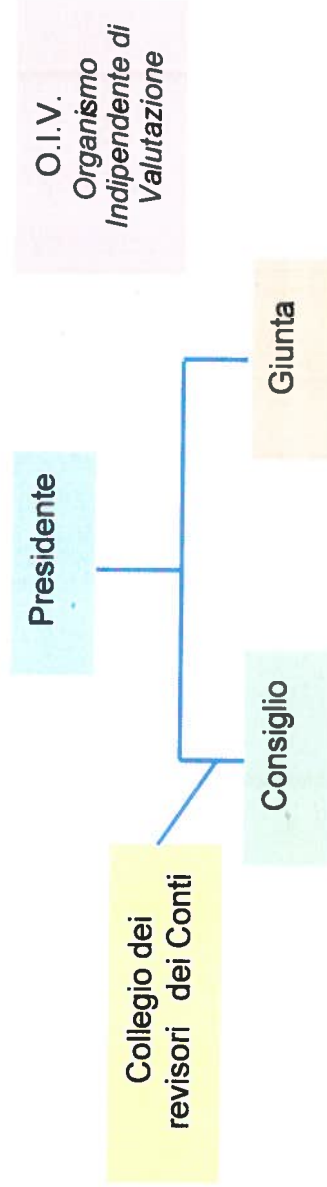 Presidente
O.I.V.
Organismo
Indipendente di
Valutazione
Collegio dei
revisori dei Conti
Consiglio
Giunta